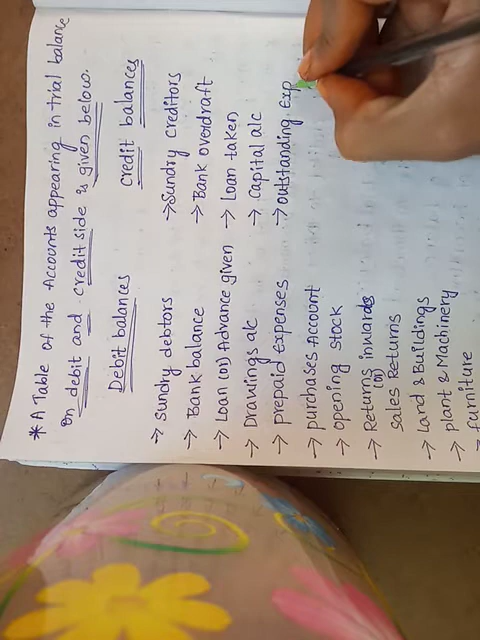 * A Table of the Accounts appearing in trial balance
on debit and credit side is given below.
Debit balances
→ sundry debtors
→ Bank balance
→ Loan (or) Advance given
→ Drawings a/c
→ prepaid expenses
→ purchases Account
→ opening stock
→ Returns inwards
(or)
sales Returns
→ Land & Buildings
→ plant & Machinery
→ furniture
credit balances
→ Sundry creditors
→ Bank overdraft
→ Loan taken
→ Capital a/c
→ outstanding Exp